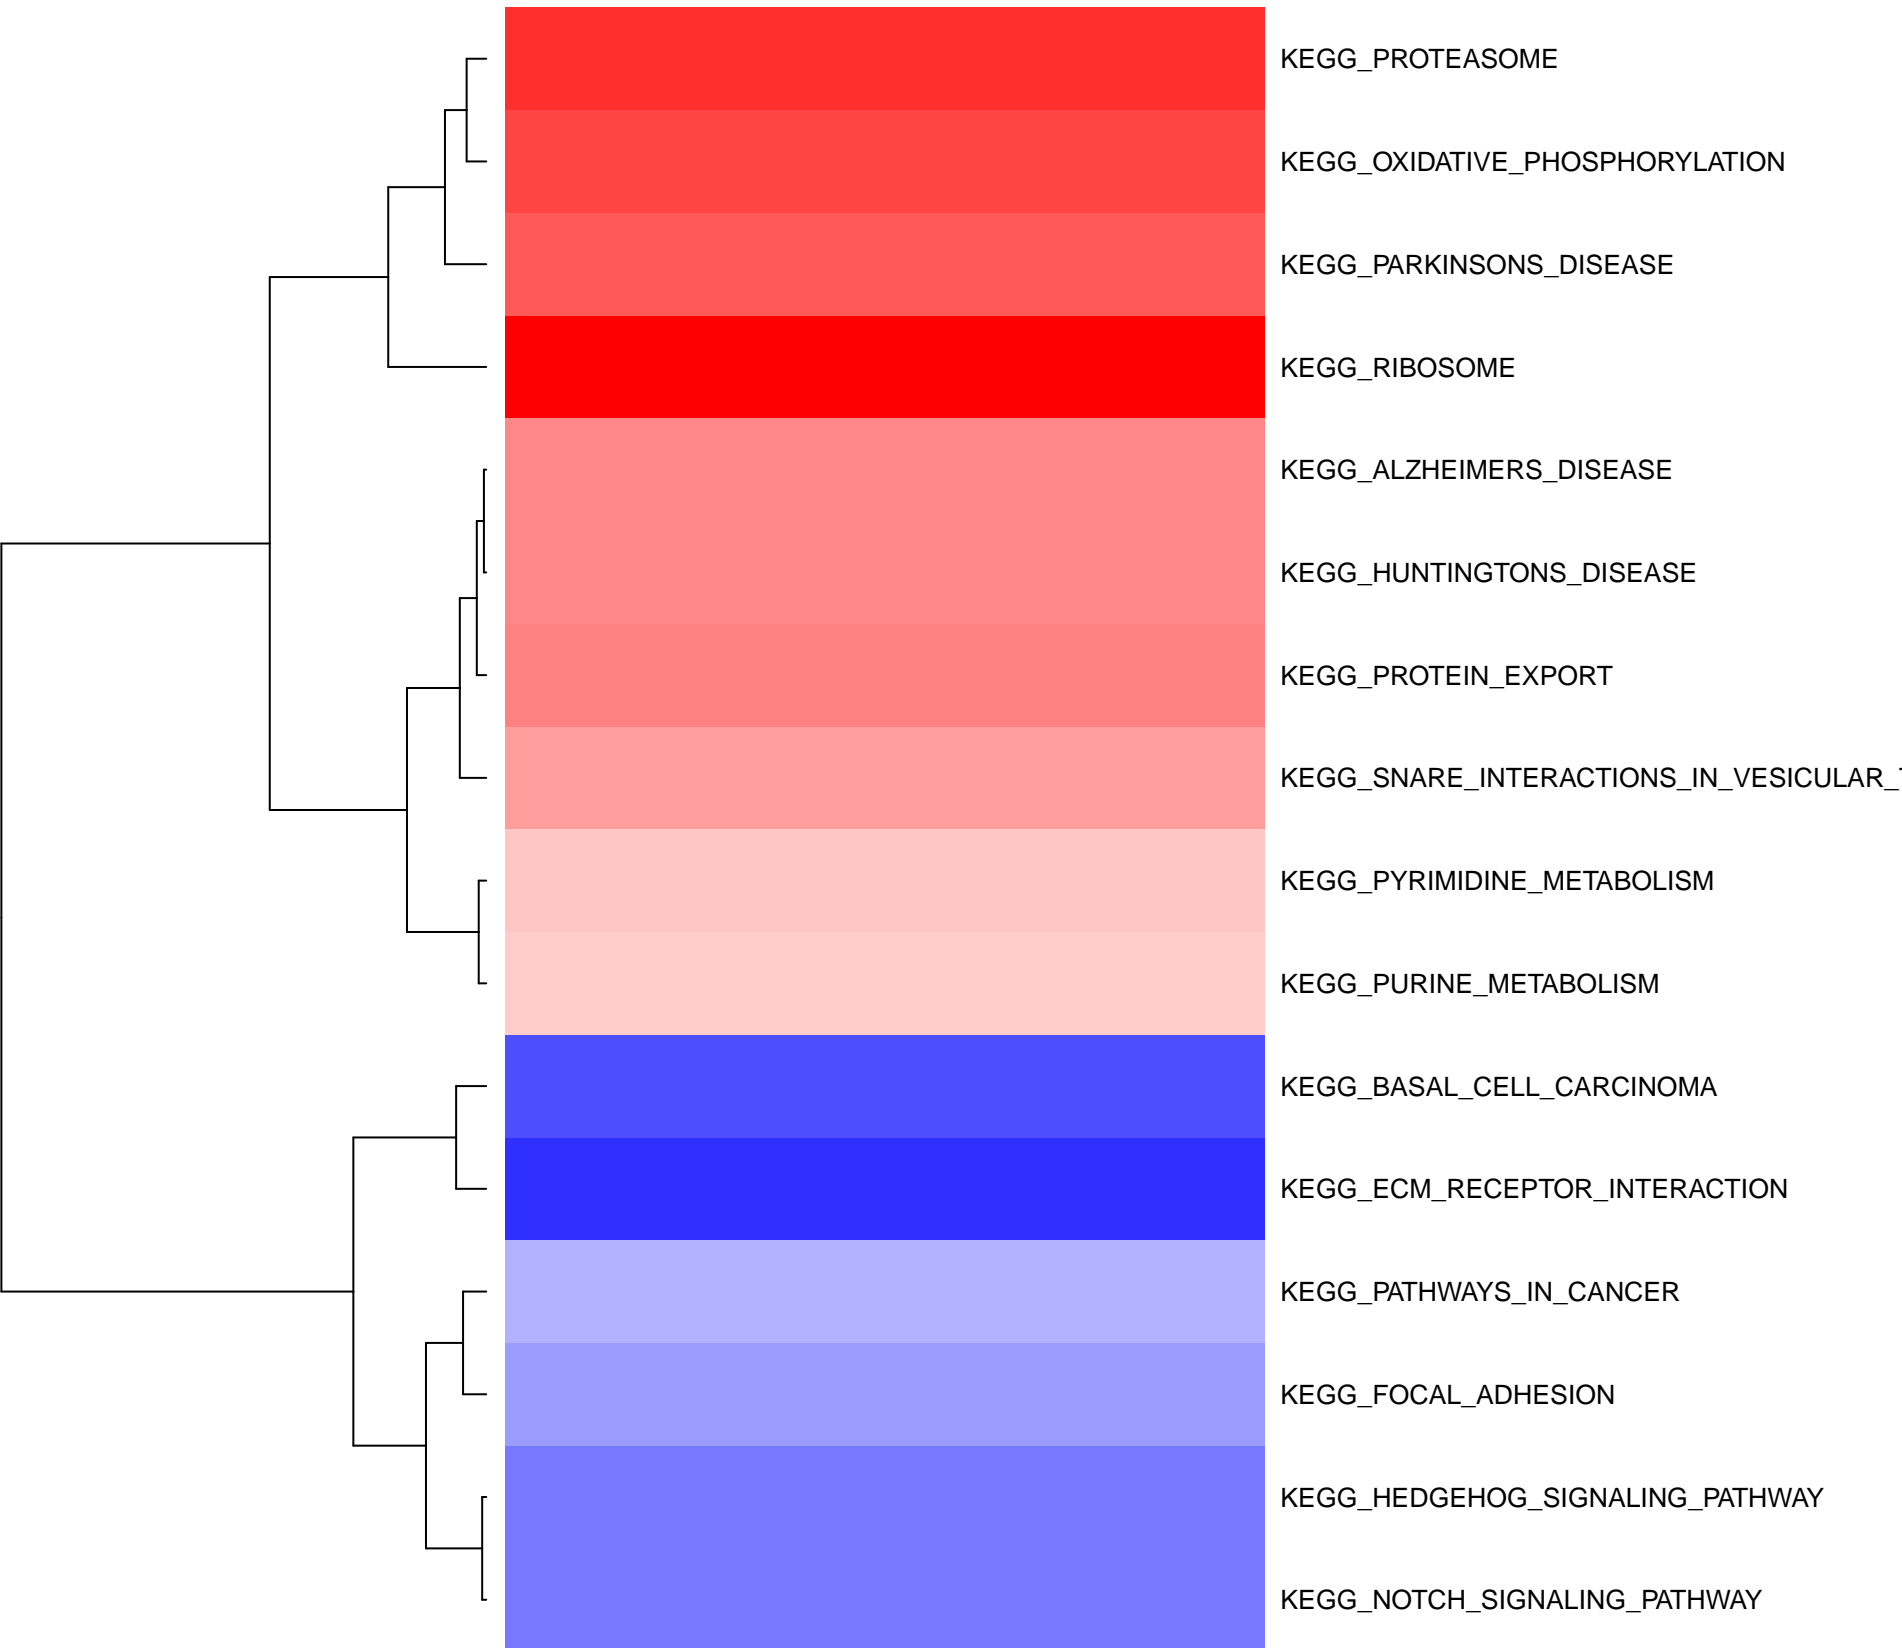 KEGG_PROTEASOME
KEGG_OXIDATIVE_PHOSPHORYLATION
KEGG_PARKINSONS_DISEASE
KEGG_RIBOSOME
KEGG_ALZHEIMERS_DISEASE
KEGG_HUNTINGTONS_DISEASE
KEGG_PROTEIN_EXPORT
KEGG_SNARE_INTERACTIONS_IN_VESICULAR_
KEGG_PYRIMIDINE_METABOLISM
KEGG_PURINE_METABOLISM
KEGG_BASAL_CELL_CARCINOMA
KEGG_ECM_RECEPTOR_INTERACTION
KEGG_PATHWAYS_IN_CANCER
KEGG_FOCAL_ADHESION
KEGG_HEDGEHOG_SIGNALING_PATHWAY
KEGG_NOTCH_SIGNALING_PATHWAY